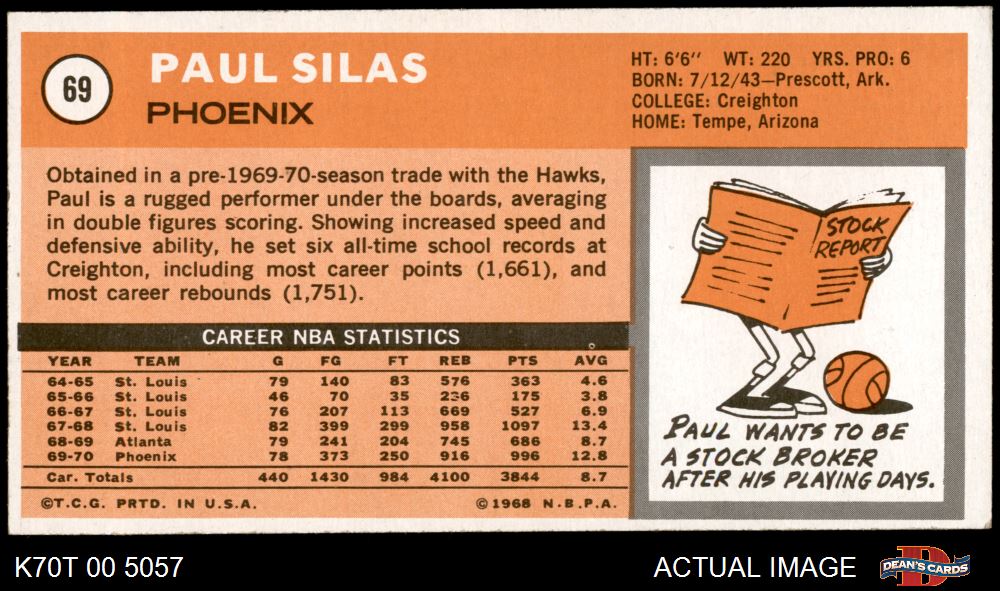 69
PAUL SILAS
PHOENIX
HT: 6'6'' WT: 220 YRS. PRO: 6
BORN: 7/12/43—Prescott, Ark.
COLLEGE: Creighton
HOME: Tempe, Arizona
Obtained in a pre-1969-70-season trade with the Hawks,
Paul is a rugged performer under the boards, averaging
in double figures scoring. Showing increased speed and
defensive ability, he set six all-time school records at
Creighton, including most career points (1,661), and
most career rebounds (1,751).
CAREER NBA STATISTICS
YEAR TEAM G FG FT REB PTS AVG
64-65 St. Louis 79 140 83 576 363 4.6
65-66 St. Louis 46 70 35 236 175 3.8
66-67 St. Louis 76 207 113 669 527 6.9
67-68 St. Louis 82 399 299 958 1097 13.4
68-69 Atlanta 79 241 204 745 686 8.7
69-70 Phoenix 78 373 250 916 996 12.8
Car. Totals 440 1430 984 4100 3844 8.7
©T.C.G. PRTD. IN U.S.A. ©1968 N.B.P.A.
STOCK
REPORT
PAUL WANTS TO BE
A STOCK BROKER
AFTER HIS PLAYING DAYS.
K70T 00 5057
ACTUAL IMAGE
D
DEAN'S CARDS